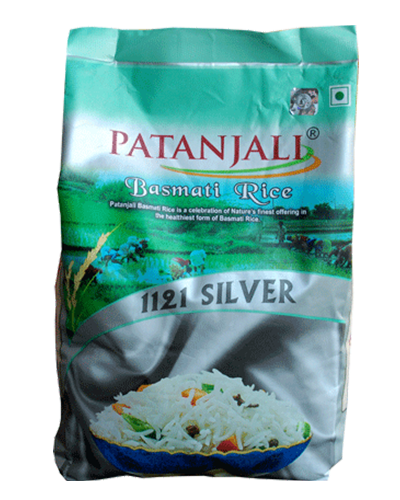 PATANJALI®
Basmati Rice
Patanjali Basmati Rice is a celebration of Nature's finest offering in
the healthiest form of Basmati Rice.
1121 SILVER